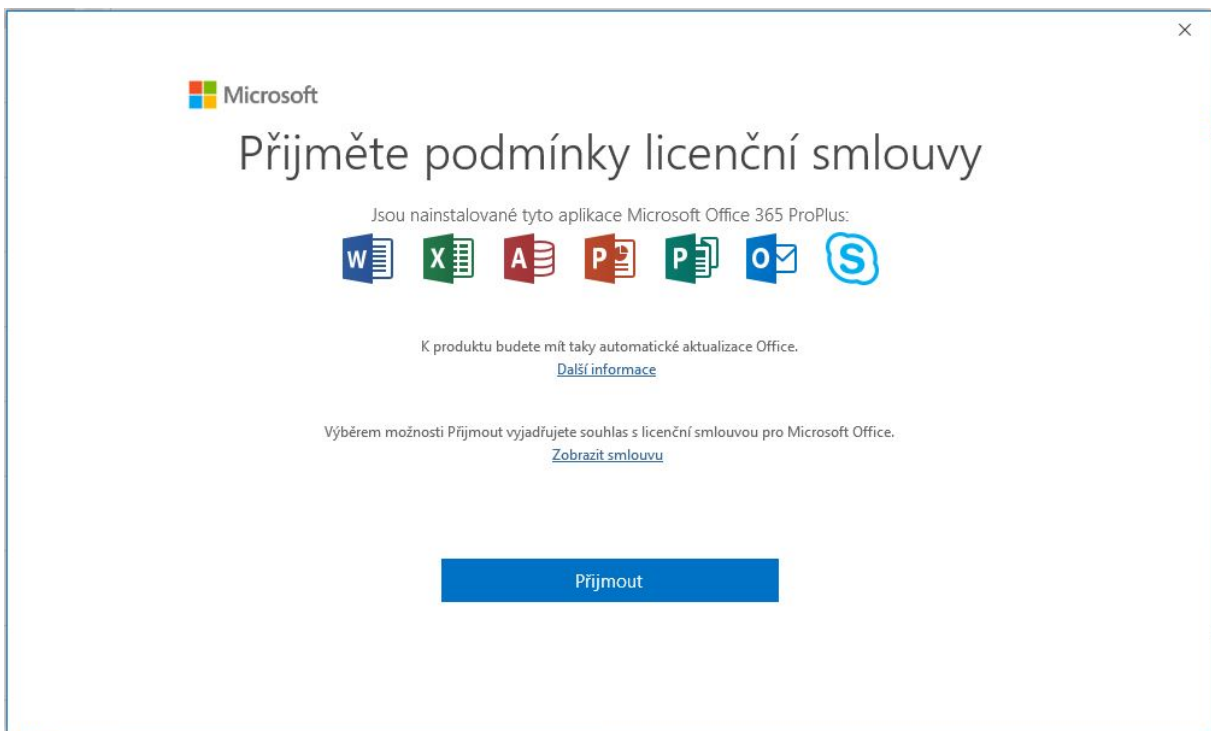 Microsoft
Přijměte podmínky licenční smlouvy
Jsou nainstalované tyto aplikace Microsoft Office 365 ProPlus:
W X A P P O S
K produktu budete mít taky automatické aktualizace Office.
Další informace
Výběrem možnosti Přijmout vyjadřujete souhlas s licenční smlouvou pro Microsoft Office.
Zobrazit smlouvu
Přijmout